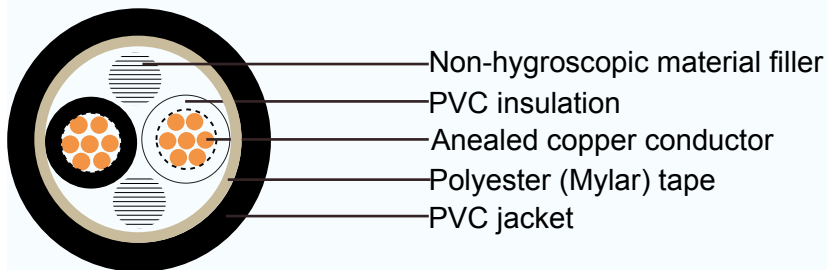 Non-hygroscopic material filler
PVC insulation
Anealed copper conductor
Polyester (Mylar) tape
PVC jacket